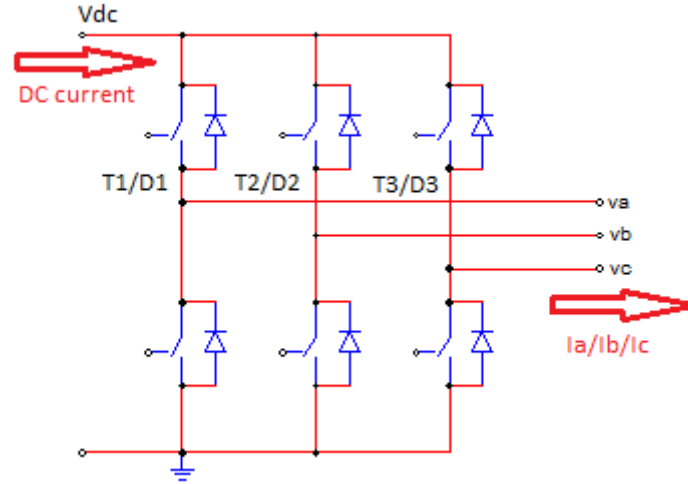 Vdc
DC current
T1/D1
T2/D2
T3/D3
va
vb
vc
Ia/Ib/Ic